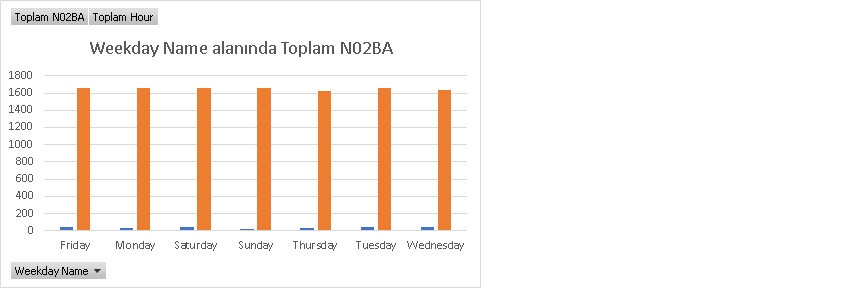 Toplam N02BA Toplam Hour
Weekday Name alanında Toplam N02BA
1800
1600
1400
1200
1000
800
600
400
200
0
Friday Monday Saturday Sunday Thursday Tuesday Wednesday
Weekday Name